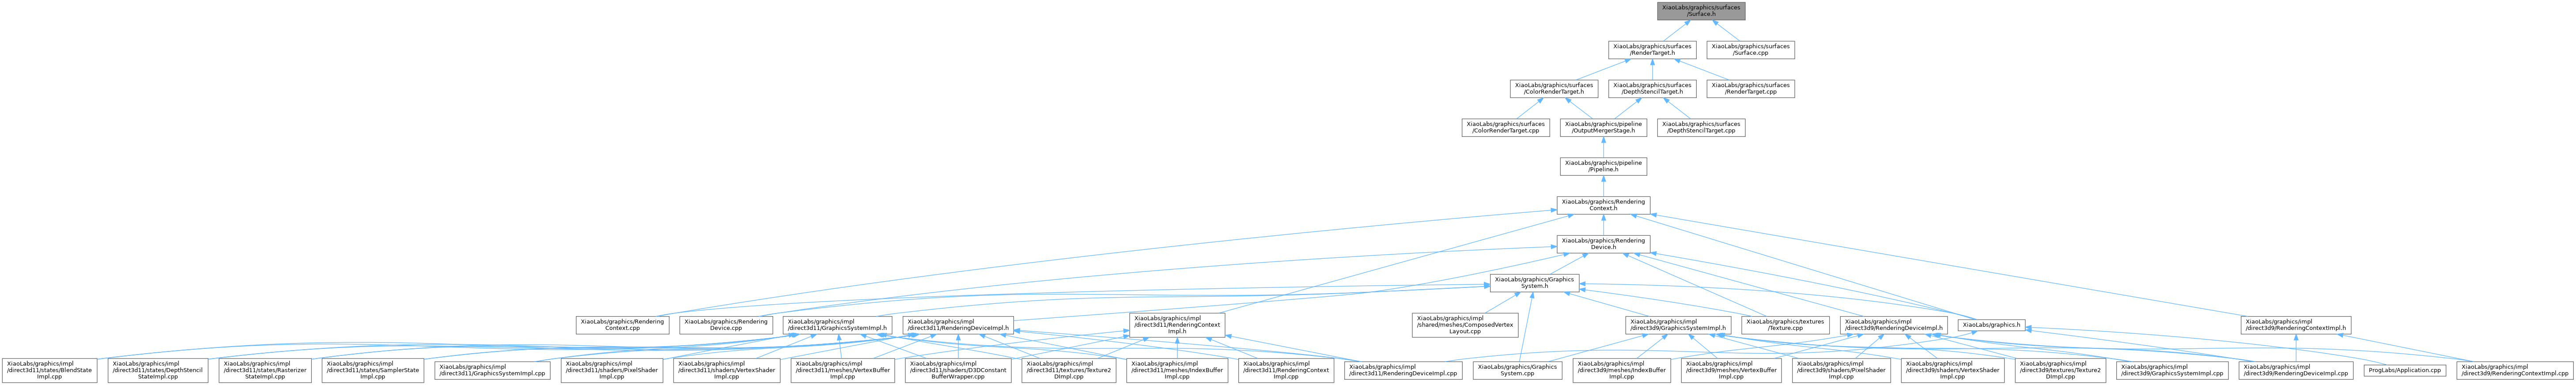 XiaoLabs/graphics/surfaces
/Surface.h
XiaoLabs/graphics/surfaces
/RenderTarget.h
XiaoLabs/graphics/surfaces
/Surface.cpp
XiaoLabs/graphics/surfaces
/ColorRenderTarget.h
XiaoLabs/graphics/surfaces
/DepthStencilTarget.h
XiaoLabs/graphics/surfaces
/RenderTarget.cpp
XiaoLabs/graphics/surfaces
/ColorRenderTarget.cpp
XiaoLabs/graphics/pipeline
/OutputMergerStage.h
XiaoLabs/graphics/surfaces
/DepthStencilTarget.cpp
XiaoLabs/graphics/pipeline
/Pipeline.h
XiaoLabs/graphics/Rendering
Context.h
XiaoLabs/graphics/Rendering
Device.h
XiaoLabs/graphics/Graphics
System.h
XiaoLabs/graphics/Rendering
Context.cpp
XiaoLabs/graphics/Rendering
Device.cpp
XiaoLabs/graphics/impl
/direct3d11/GraphicsSystemImpl.h
XiaoLabs/graphics/impl
/direct3d11/RenderingDeviceImpl.h
XiaoLabs/graphics/impl
/direct3d11/RenderingContext
Impl.h
XiaoLabs/graphics/impl
/shared/meshes/ComposedVertex
Layout.cpp
XiaoLabs/graphics/impl
/direct3d9/GraphicsSystemImpl.h
XiaoLabs/graphics/textures
/Texture.cpp
XiaoLabs/graphics/impl
/direct3d9/RenderingDeviceImpl.h
XiaoLabs/graphics.h
XiaoLabs/graphics/impl
/direct3d9/RenderingContextImpl.h
XiaoLabs/graphics/impl
/direct3d11/states/BlendState
Impl.cpp
XiaoLabs/graphics/impl
/direct3d11/states/DepthStencil
StateImpl.cpp
XiaoLabs/graphics/impl
/direct3d11/states/Rasterizer
StateImpl.cpp
XiaoLabs/graphics/impl
/direct3d11/states/SamplerState
Impl.cpp
XiaoLabs/graphics/impl
/direct3d11/GraphicsSystemImpl.cpp
XiaoLabs/graphics/impl
/direct3d11/shaders/PixelShader
Impl.cpp
XiaoLabs/graphics/impl
/direct3d11/shaders/VertexShader
Impl.cpp
XiaoLabs/graphics/impl
/direct3d11/meshes/VertexBuffer
Impl.cpp
XiaoLabs/graphics/impl
/direct3d11/shaders/D3DConstant
BufferWrapper.cpp
XiaoLabs/graphics/impl
/direct3d11/textures/Texture2
DImpl.cpp
XiaoLabs/graphics/impl
/direct3d11/meshes/IndexBuffer
Impl.cpp
XiaoLabs/graphics/impl
/direct3d11/RenderingContext
Impl.cpp
XiaoLabs/graphics/impl
/direct3d11/RenderingDeviceImpl.cpp
XiaoLabs/graphics/Graphics
System.cpp
XiaoLabs/graphics/impl
/direct3d9/meshes/IndexBuffer
Impl.cpp
XiaoLabs/graphics/impl
/direct3d9/meshes/VertexBuffer
Impl.cpp
XiaoLabs/graphics/impl
/direct3d9/shaders/PixelShader
Impl.cpp
XiaoLabs/graphics/impl
/direct3d9/shaders/VertexShader
Impl.cpp
XiaoLabs/graphics/impl
/direct3d9/textures/Texture2
DImpl.cpp
XiaoLabs/graphics/impl
/direct3d9/GraphicsSystemImpl.cpp
XiaoLabs/graphics/impl
/direct3d9/RenderingDeviceImpl.cpp
ProgLabs/Application.cpp
XiaoLabs/graphics/impl
/direct3d9/RenderingContextImpl.cpp